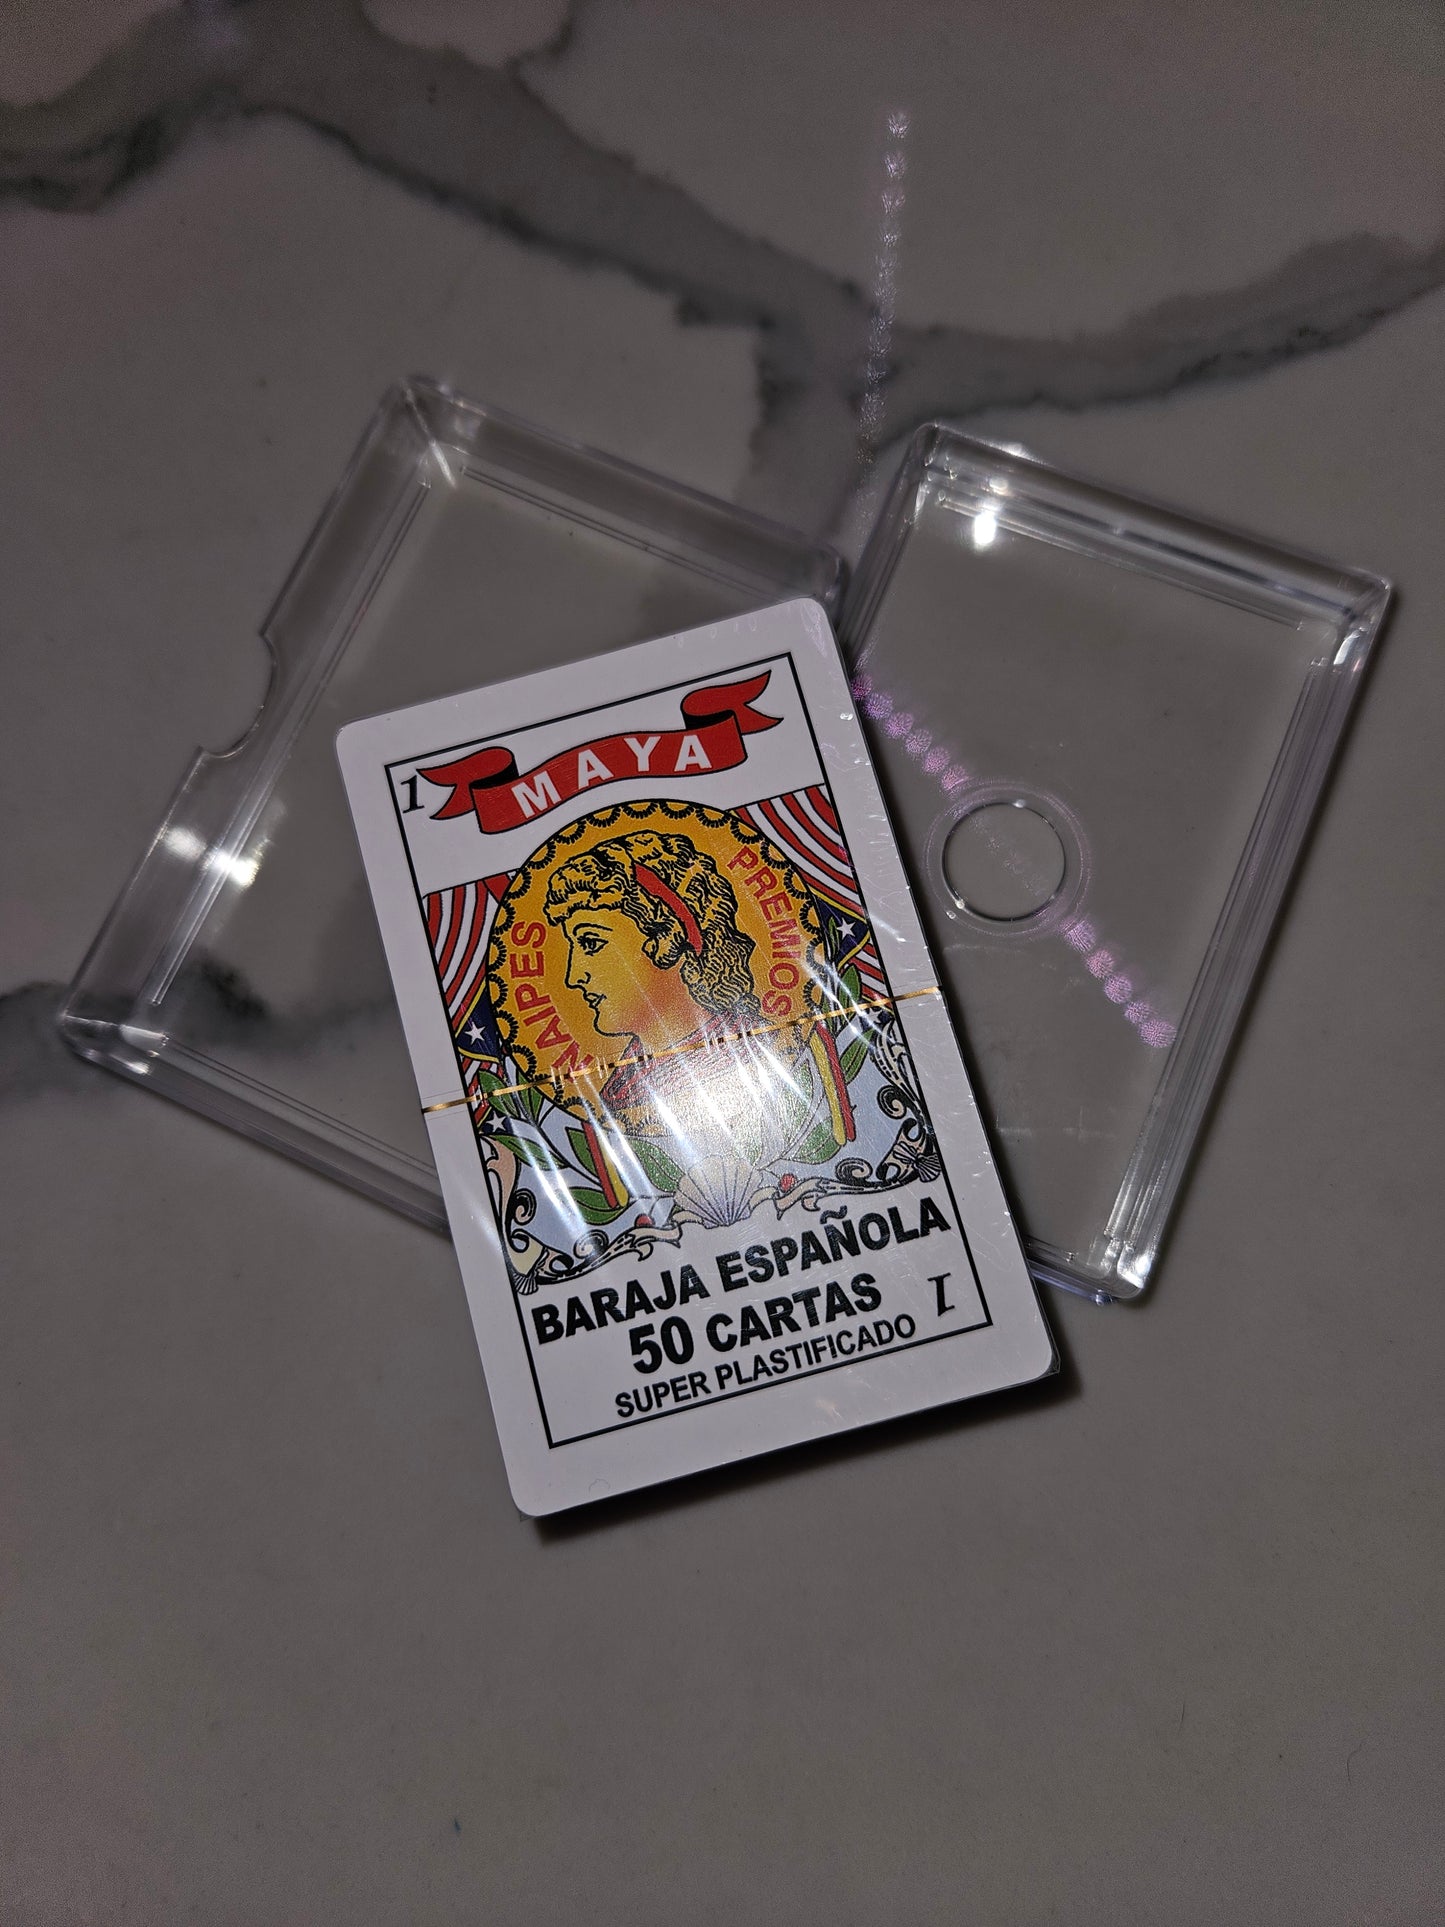 1
MAYA
NAIPES
PREMIOS
BARAJA ESPAÑOLA
50 CARTAS
SUPER PLASTIFICADO
1